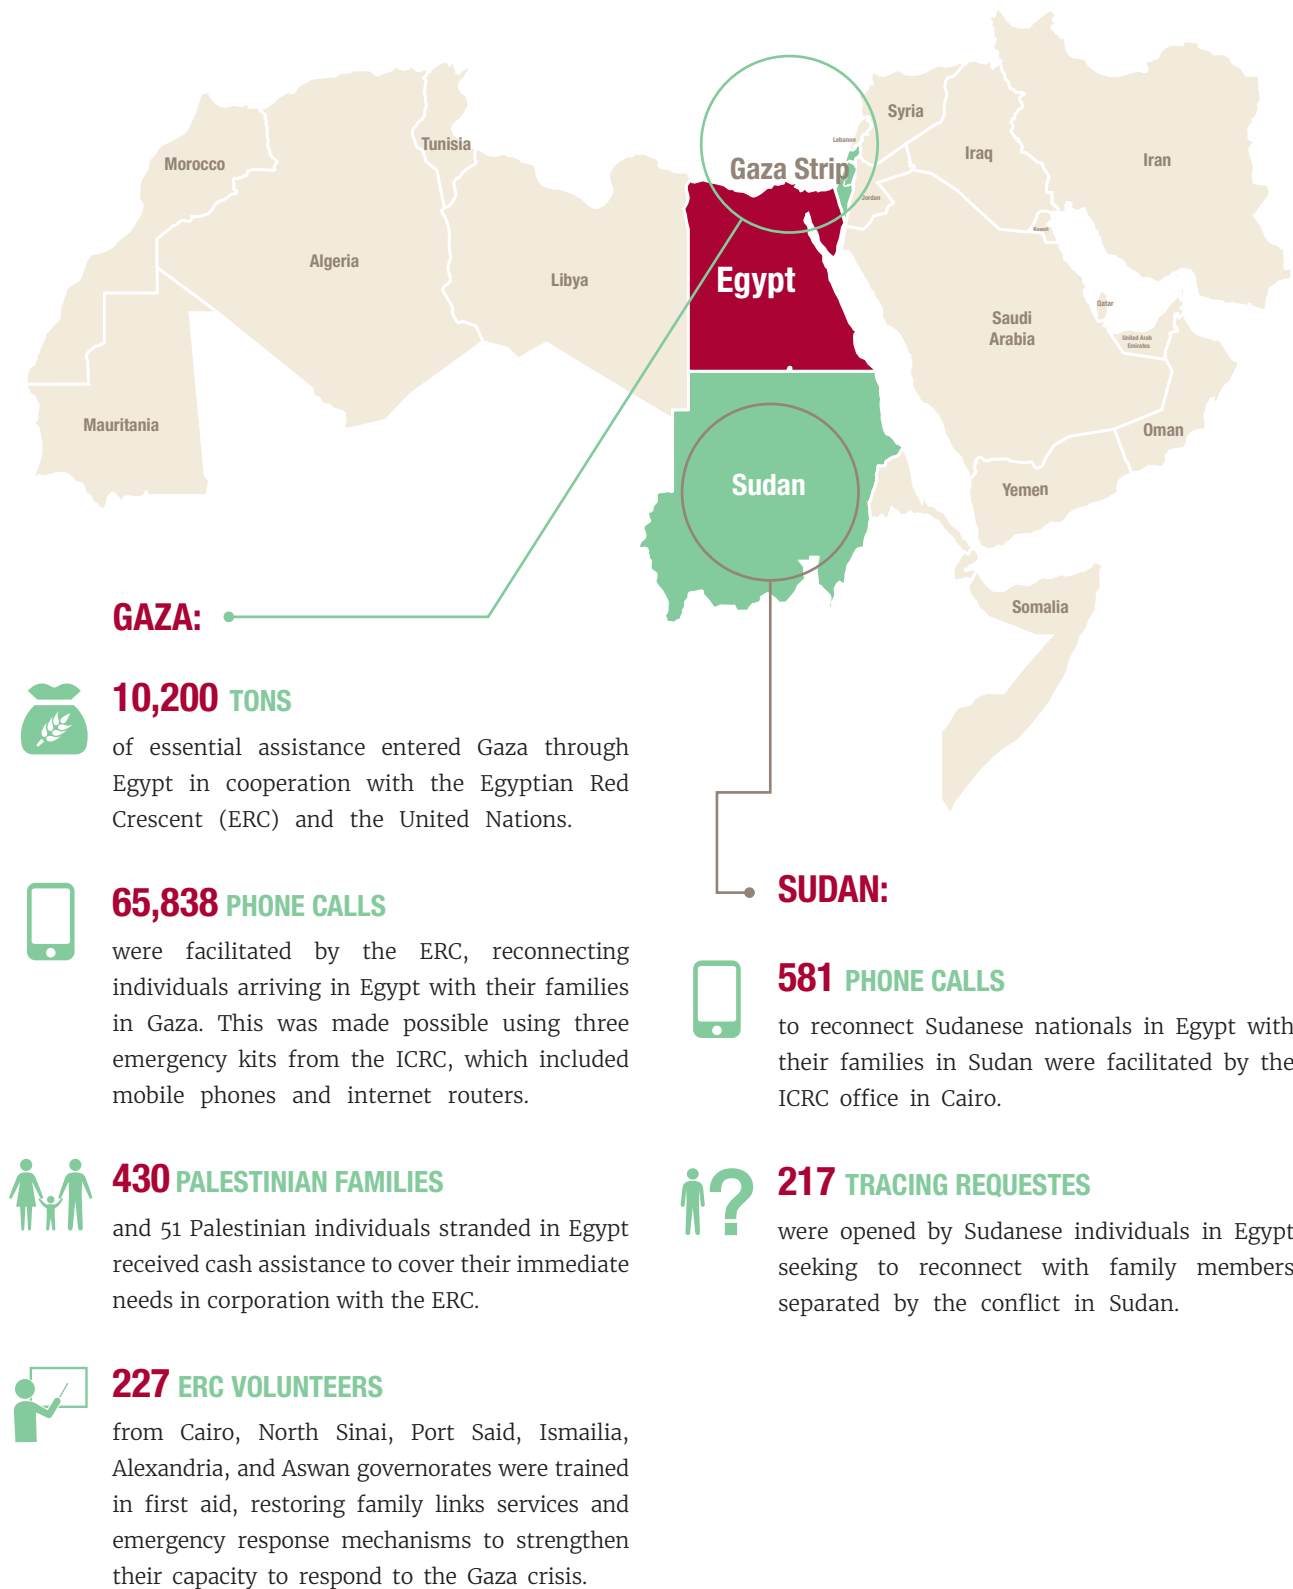 Morocco
Tunisia
Algeria
Libya
Mauritania
Gaza Strip
Egypt
Sudan
Lebanon
Syria
Jordan
Iraq
Iran
Kuwait
Saudi
Arabia
Qatar
United Arab
Emirates
Oman
Yemen
Somalia
GAZA:
10,200 TONS
of essential assistance entered Gaza through
Egypt in cooperation with the Egyptian Red
Crescent (ERC) and the United Nations.
65,838 PHONE CALLS
were facilitated by the ERC, reconnecting
individuals arriving in Egypt with their families
in Gaza. This was made possible using three
emergency kits from the ICRC, which included
mobile phones and internet routers.
430 PALESTINIAN FAMILIES
and 51 Palestinian individuals stranded in Egypt
received cash assistance to cover their immediate
needs in corporation with the ERC.
227 ERC VOLUNTEERS
from Cairo, North Sinai, Port Said, Ismailia,
Alexandria, and Aswan governorates were trained
in first aid, restoring family links services and
emergency response mechanisms to strengthen
their capacity to respond to the Gaza crisis.
SUDAN:
581 PHONE CALLS
to reconnect Sudanese nationals in Egypt with
their families in Sudan were facilitated by the
ICRC office in Cairo.
217 TRACING REQUESTES
were opened by Sudanese individuals in Egypt
seeking to reconnect with family members
separated by the conflict in Sudan.